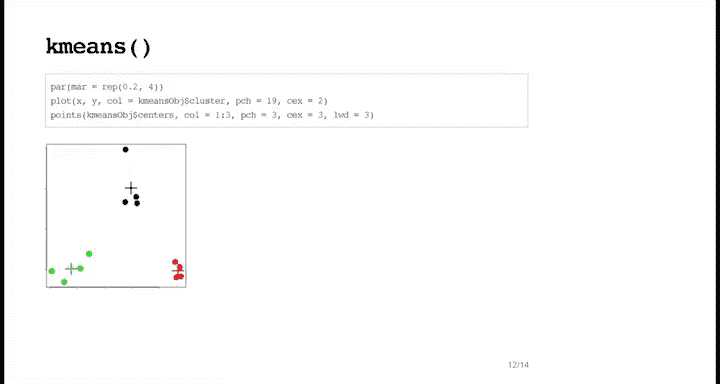 kmeans()
par(mar = rep(0.2, 4))
plot(x, y, col = kmeansObj$cluster, pch = 19, cex = 2)
points(kmeansObj$centers, col = 1:3, pch = 3, cex = 3, lwd = 3)
12/14